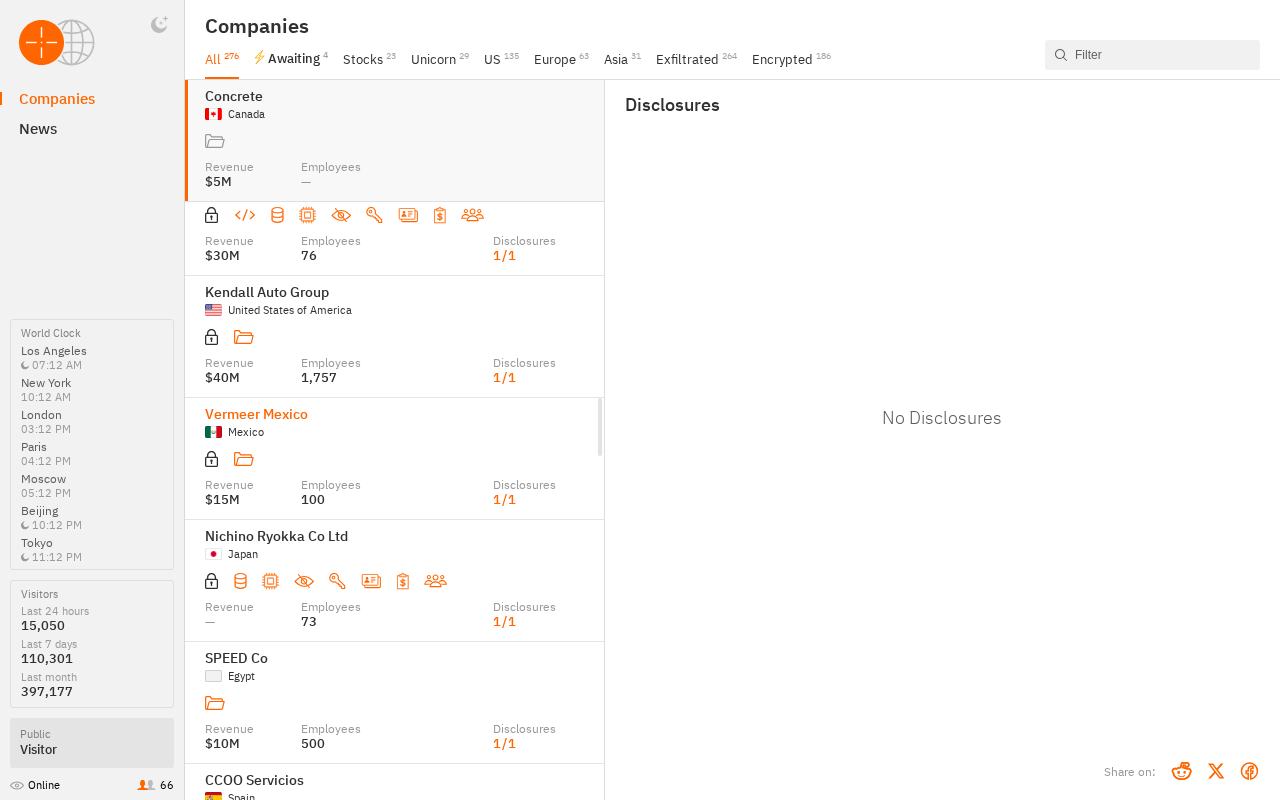 Companies
News
World Clock
Los Angeles
07:12 AM
New York
10:12 AM
London
03:12 PM
Paris
04:12 PM
Moscow
05:12 PM
Beijing
10:12 PM
Tokyo
11:12 PM
Visitors
Last 24 hours
15,050
Last 7 days
110,301
Last month
397,177
Public
Visitor
Online 66
Companies
All 276 Awaiting 4 Stocks 23 Unicorn 29 US 135 Europe 63 Asia 31 Exfiltrated 264 Encrypted 186
Filter
Concrete
Canada
Revenue Employees
$5M —
Revenue Employees Disclosures
$30M 76 1/1
Kendall Auto Group
United States of America
Revenue Employees Disclosures
$40M 1,757 1/1
Vermeer Mexico
Mexico
Revenue Employees Disclosures
$15M 100 1/1
Nichino Ryokka Co Ltd
Japan
Revenue Employees Disclosures
— 73 1/1
SPEED Co
Egypt
Revenue Employees Disclosures
$10M 500 1/1
CCOO Servicios
Spain
Disclosures
No Disclosures
Share on: